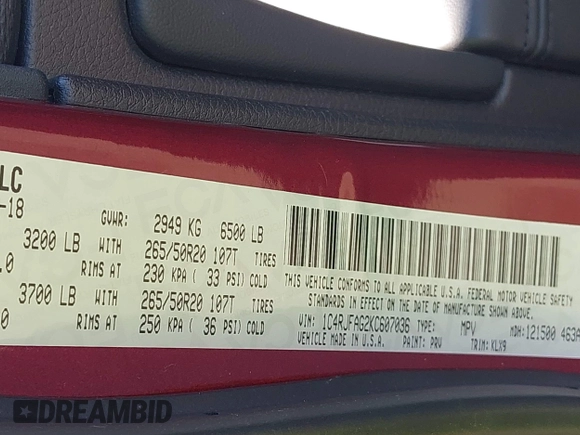 LC
-18
GVWR: 2949 KG 6500 LB
3200 LB WITH 265/50R20 107T TIRES
.0 RIMS AT 230 KPA ( 33 PSI) COLD
3700 LB WITH 265/50R20 107T TIRES
0 RIMS AT 250 KPA ( 36 PSI) COLD
THIS VEHICLE CONFORMS TO ALL APPLICABLE U.S.A. FEDERAL MOTOR VEHICLE SAFETY
STANDARDS IN EFFECT ON THE DATE OF MANUFACTURE SHOWN ABOVE.
VIN: 1C4RJFAG2KC607036 TYPE: MPV MDH:121500 463A
VEHICLE MADE IN U.S.A. PAINT: PRV TRIM: KLX9
DREAMBID